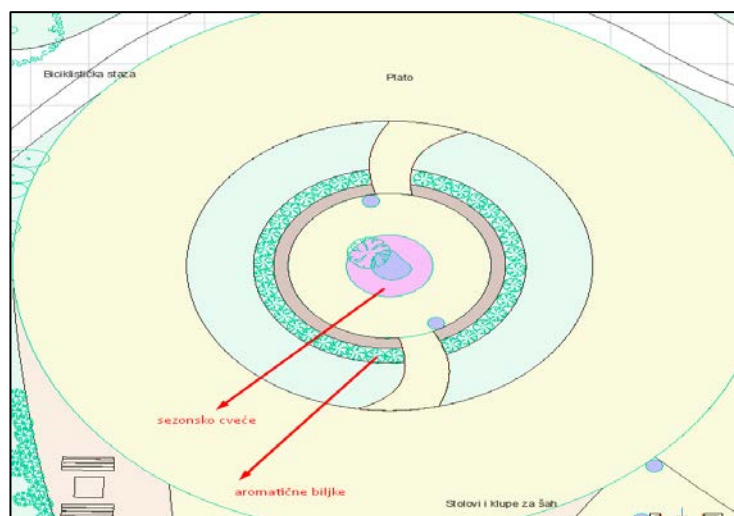 Biciklistička staza
Plato
sezonsko cveće
aromatične biljke
Stolovi i klupe za šah